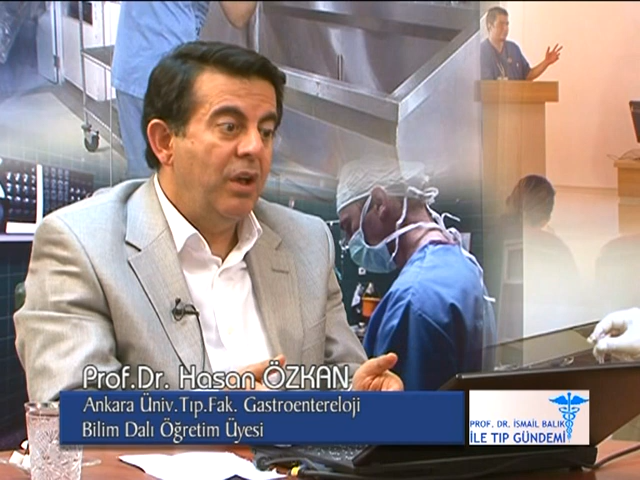 Prof.Dr. Hasan ÖZKAN
Ankara Üniv.Tıp.Fak. Gastroentereloji
Bilim Dalı Öğretim Üyesi
PROF. DR. İSMAİL BALIK
İLE TIP GÜNDEMİ